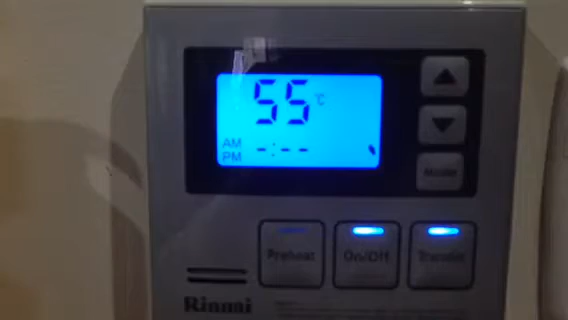 55 °C
AM
PM -:--
Mode
Preheat On/Off Transfer
Rinnai